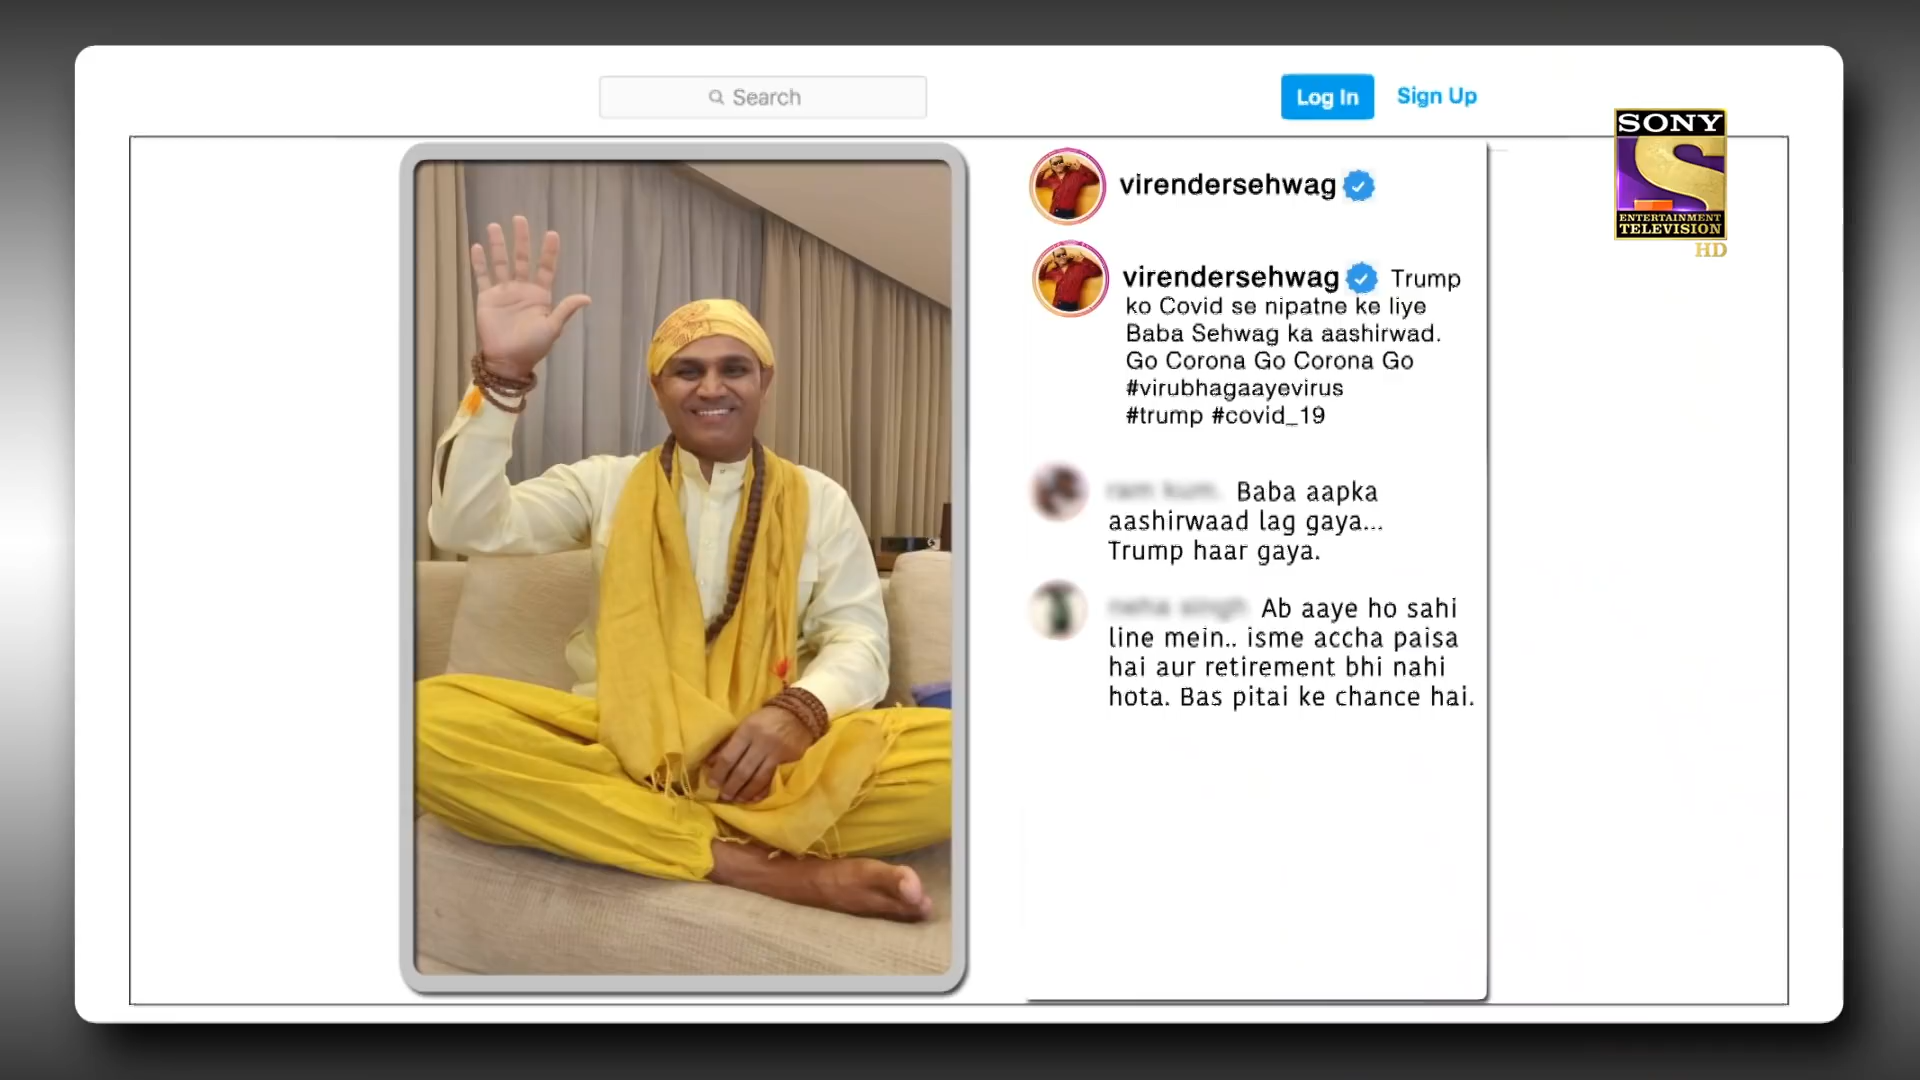 Search
Log In
Sign Up
SONY
ENTERTAINMENT
TELEVISION
HD
virendersehwag
virendersehwag Trump
ko Covid se nipatne ke liye
Baba Sehwag ka aashirwad.
Go Corona Go Corona Go
#virubhagaayevirus
#trump #covid_19
Baba aapka
aashirwaad lag gaya...
Trump haar gaya.
Ab aaye ho sahi
line mein.. isme accha paisa
hai aur retirement bhi nahi
hota. Bas pitai ke chance hai.